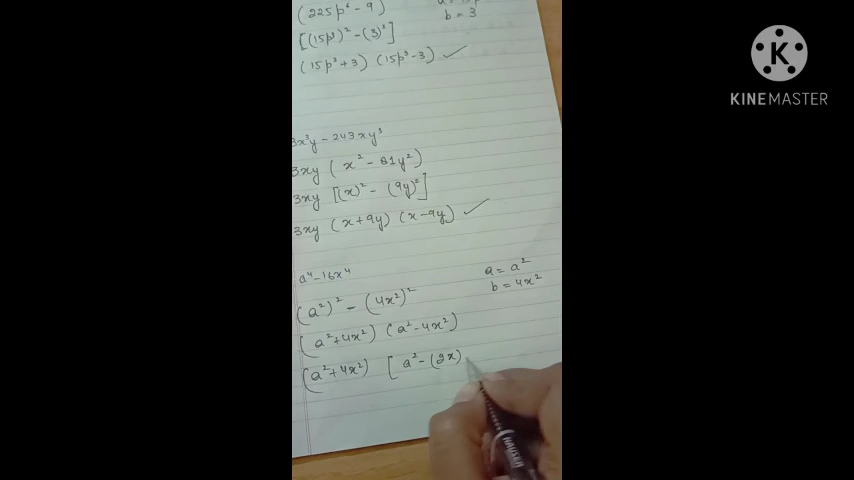 (225p⁶ - 9)
b = 3
[(15p³)² - (3)²]
(15p³+3) (15p³-3) ✓
3x³y - 243xy³
3xy (x² - 81y²)
3xy [(x)² - (9y)²]
3xy (x+9y) (x-9y) ✓
a⁴-16x⁴
a = a²
b = 4x²
(a²)² - (4x²)²
(a²+4x²) (a²-4x²)
(a²+4x²) [a²-(2x)
K
KINEMASTER